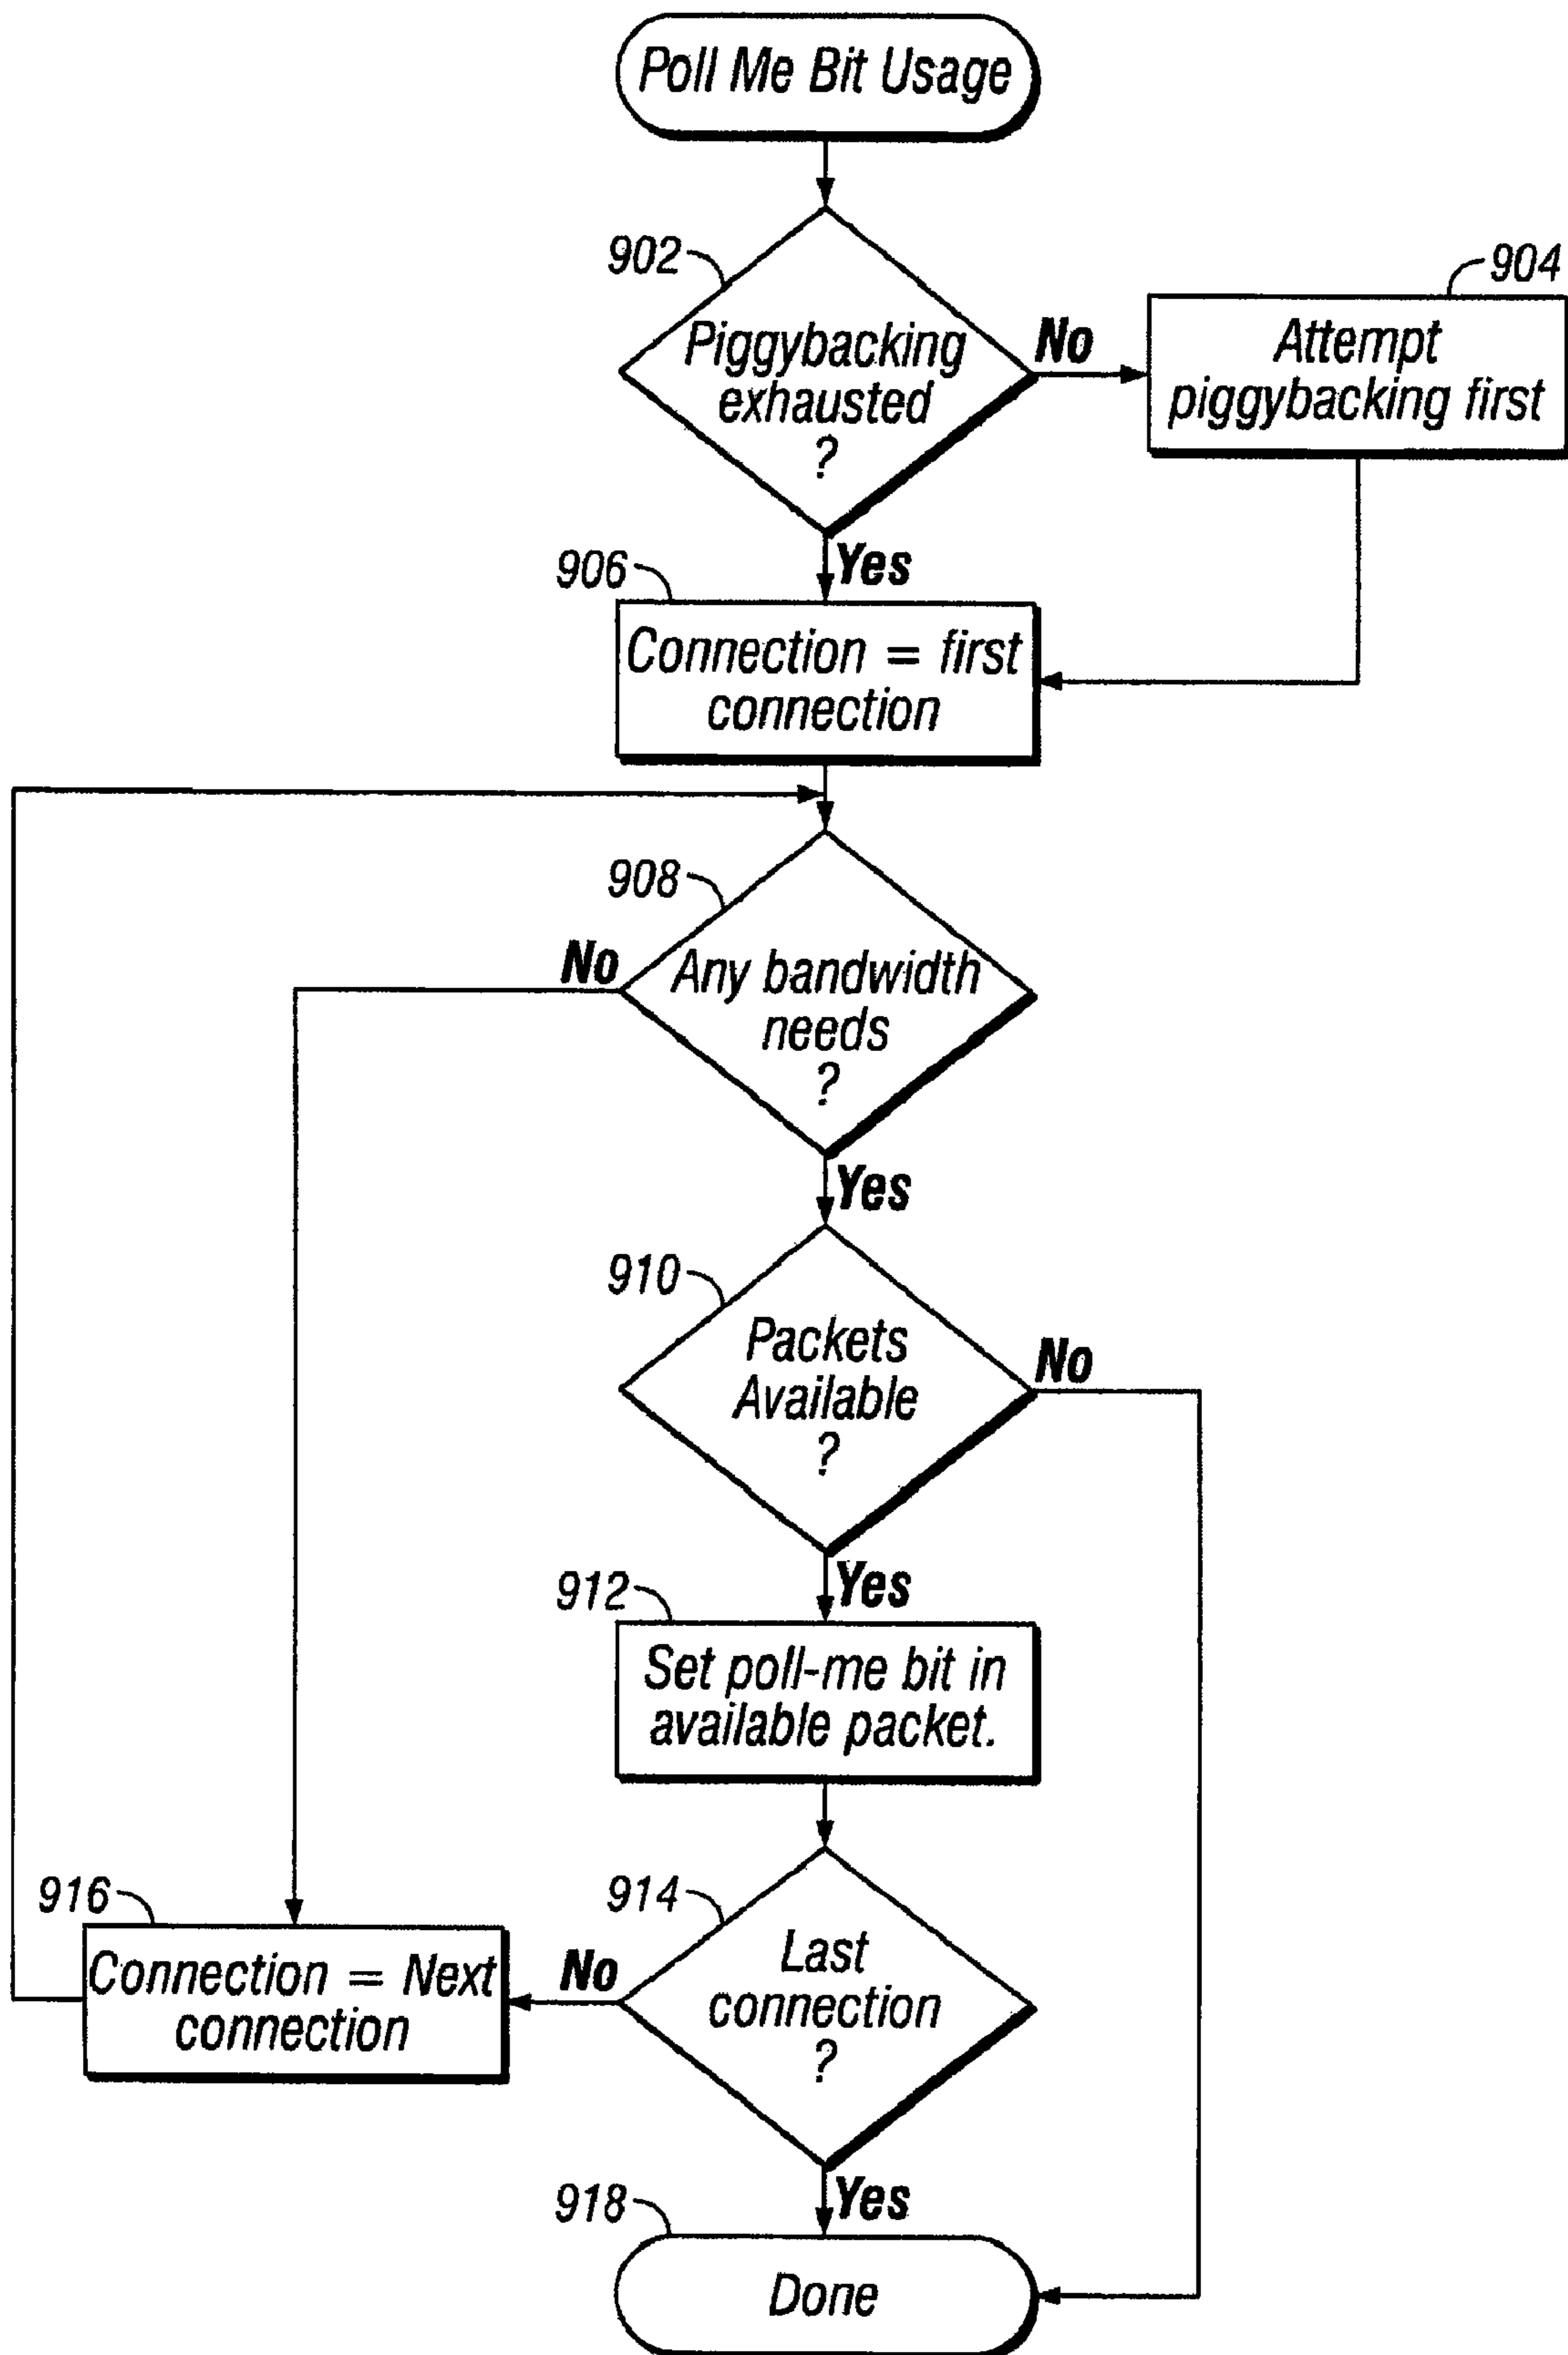 Poll Me Bit Usage
902
Piggybacking
exhausted
?
No
904
Attempt
piggybacking first
Yes
906
Connection = first
connection
908
No
Any bandwidth
needs
?
Yes
910
Packets
Available
?
No
Yes
912
Set poll-me bit in
available packet.
914
Last
connection
?
No
916
Connection = Next
connection
Yes
918
Done